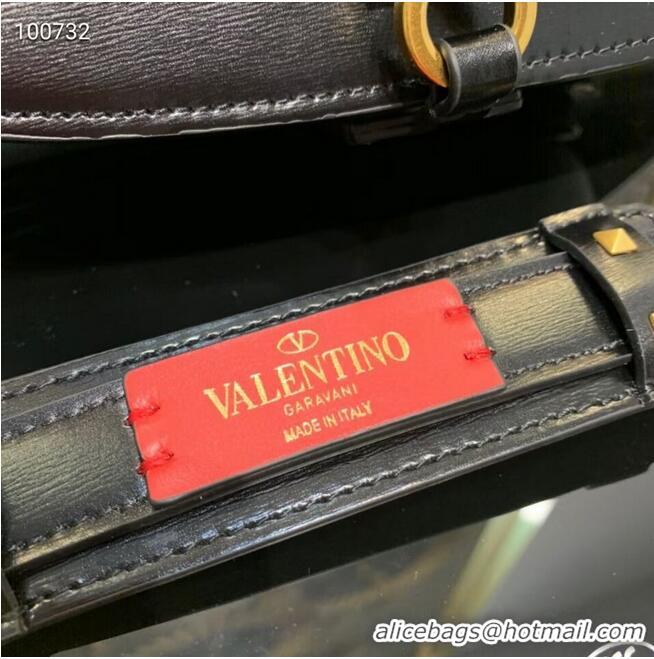 100732
VALENTINO
GARAVANI
MADE IN ITALY
alicebags@hotmail.com